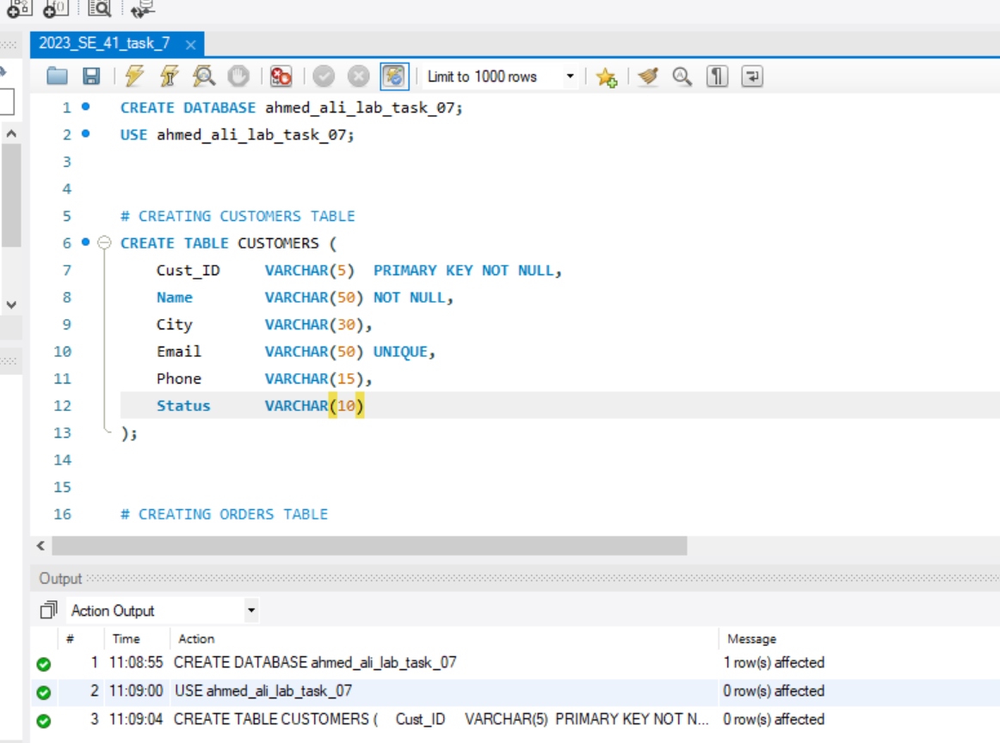 2023_SE_41_task_7 ×
Limit to 1000 rows
1 CREATE DATABASE ahmed_ali_lab_task_07;
2 USE ahmed_ali_lab_task_07;
3
4
5 # CREATING CUSTOMERS TABLE
6 CREATE TABLE CUSTOMERS (
7 Cust_ID VARCHAR(5) PRIMARY KEY NOT NULL,
8 Name VARCHAR(50) NOT NULL,
9 City VARCHAR(30),
10 Email VARCHAR(50) UNIQUE,
11 Phone VARCHAR(15),
12 Status VARCHAR(10)
13 );
14
15
16 # CREATING ORDERS TABLE
Output
Action Output
# Time Action Message
1 11:08:55 CREATE DATABASE ahmed_ali_lab_task_07 1 row(s) affected
2 11:09:00 USE ahmed_ali_lab_task_07 0 row(s) affected
3 11:09:04 CREATE TABLE CUSTOMERS ( Cust_ID VARCHAR(5) PRIMARY KEY NOT N... 0 row(s) affected